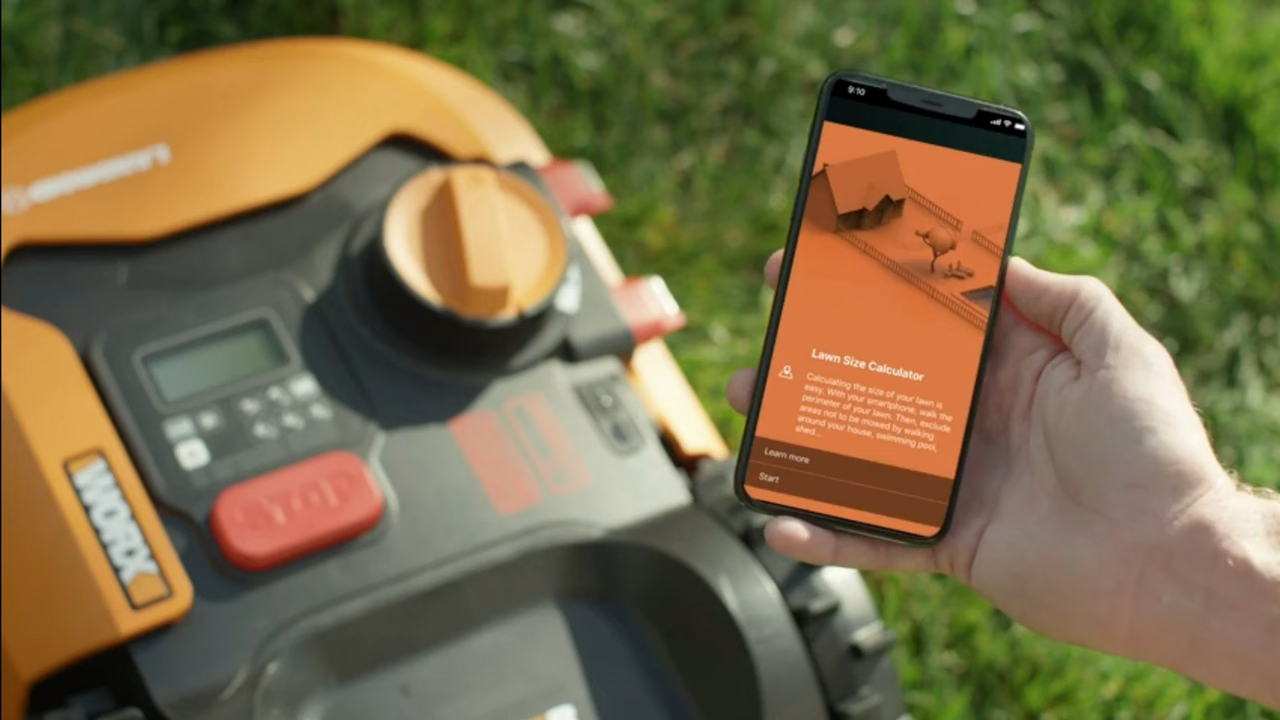 LANDROID
WORX
STOP
9:10
Lawn Size Calculator
Calculating the size of your lawn is
easy. With your smartphone, walk the
perimeter of your lawn. Then, exclude
areas not to be mowed by walking
around your house, swimming pool,
shed...
Learn more
Start